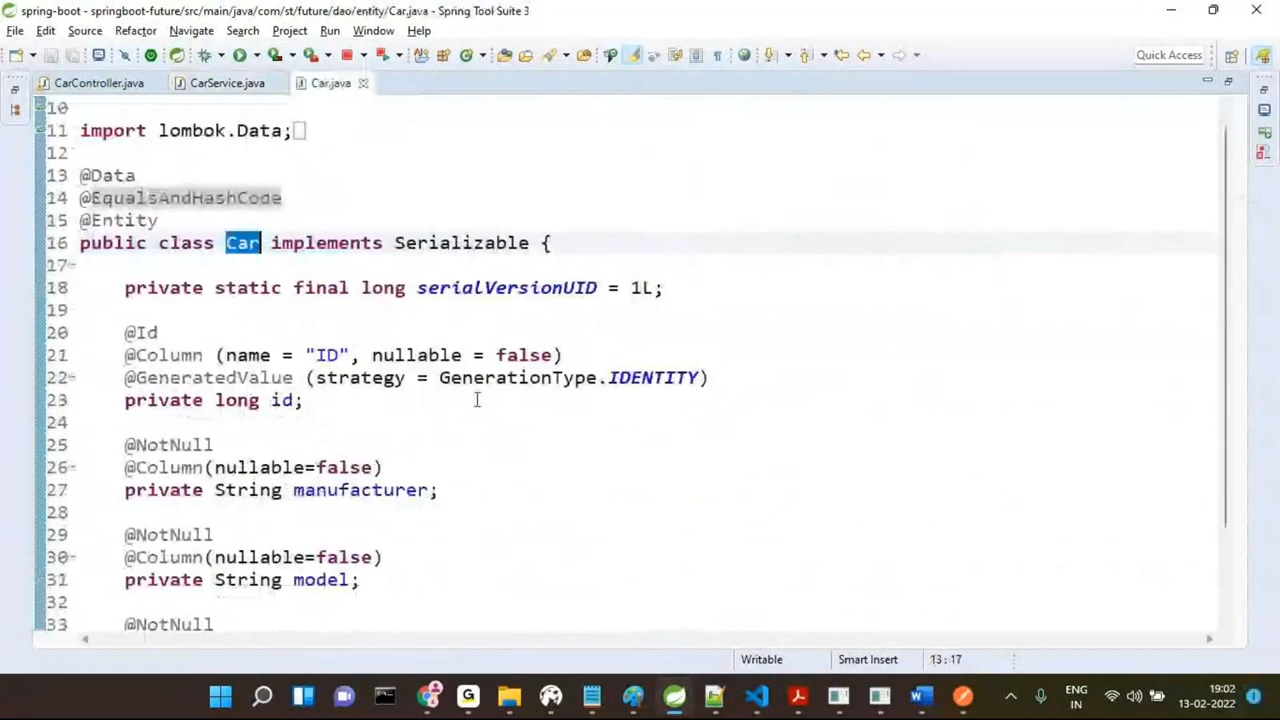 spring-boot - springboot-future/src/main/java/com/st/future/dao/entity/Car.java - Spring Tool Suite 3
File Edit Source Refactor Navigate Search Project Run Window Help
Quick Access
CarController.java CarService.java Car.java
10
11 import lombok.Data;
12
13 @Data
14 @EqualsAndHashCode
15 @Entity
16 public class Car implements Serializable {
17
18 private static final long serialVersionUID = 1L;
19
20 @Id
21 @Column (name = "ID", nullable = false)
22 @GeneratedValue (strategy = GenerationType.IDENTITY)
23 private long id;
24
25 @NotNull
26 @Column(nullable=false)
27 private String manufacturer;
28
29 @NotNull
30 @Column(nullable=false)
31 private String model;
32
33 @NotNull
Writable Smart Insert 13:17
ENG
IN
19:02
13-02-2022